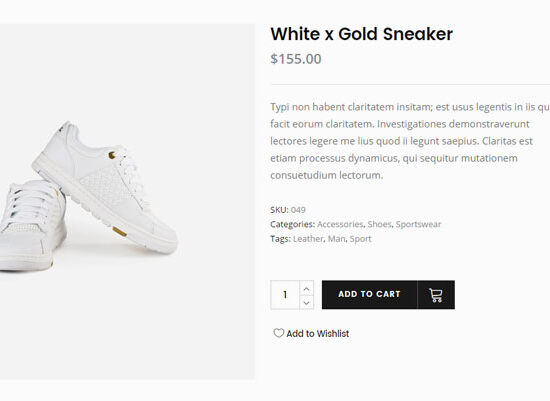 White x Gold Sneaker
$155.00
Typi non habent claritatem insitam; est usus legentis in iis qu
facit eorum claritatem. Investigationes demonstraverunt
lectores legere me lius quod ii legunt saepius. Claritas est
etiam processus dynamicus, qui sequitur mutationem
consuetudium lectorum.
SKU: 049
Categories: Accessories, Shoes, Sportswear
Tags: Leather, Man, Sport
1 ADD TO CART
Add to Wishlist